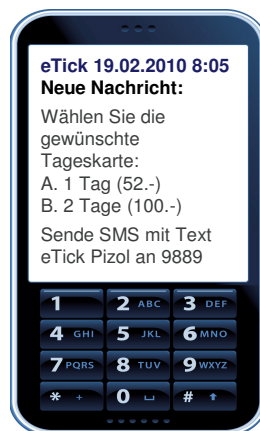 eTick 19.02.2010 8:05
Neue Nachricht:
Wählen Sie die
gewünschte
Tageskarte:
A. 1 Tag (52.-)
B. 2 Tage (100.-)
Sende SMS mit Text
eTick Pizol an 9889
1 2 ABC 3 DEF
4 GHI 5 JKL 6 MNO
7 PQRS 8 TUV 9 WXYZ
* + 0 ⌴ # ⬆